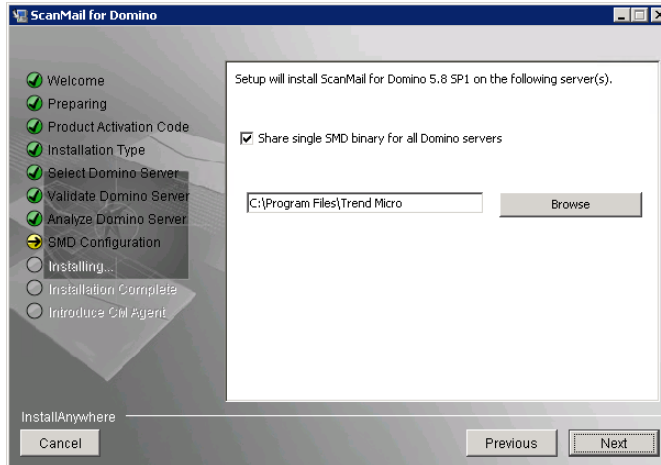 ScanMail for Domino
Welcome
Preparing
Product Activation Code
Installation Type
Select Domino Server
Validate Domino Server
Analyze Domino Server
SMD Configuration
Installing...
Installation Complete
Introduce CM Agent
Setup will install ScanMail for Domino 5.8 SP1 on the following server(s).
Share single SMD binary for all Domino servers
C:\Program Files\Trend Micro
Browse
InstallAnywhere
Cancel
Previous
Next